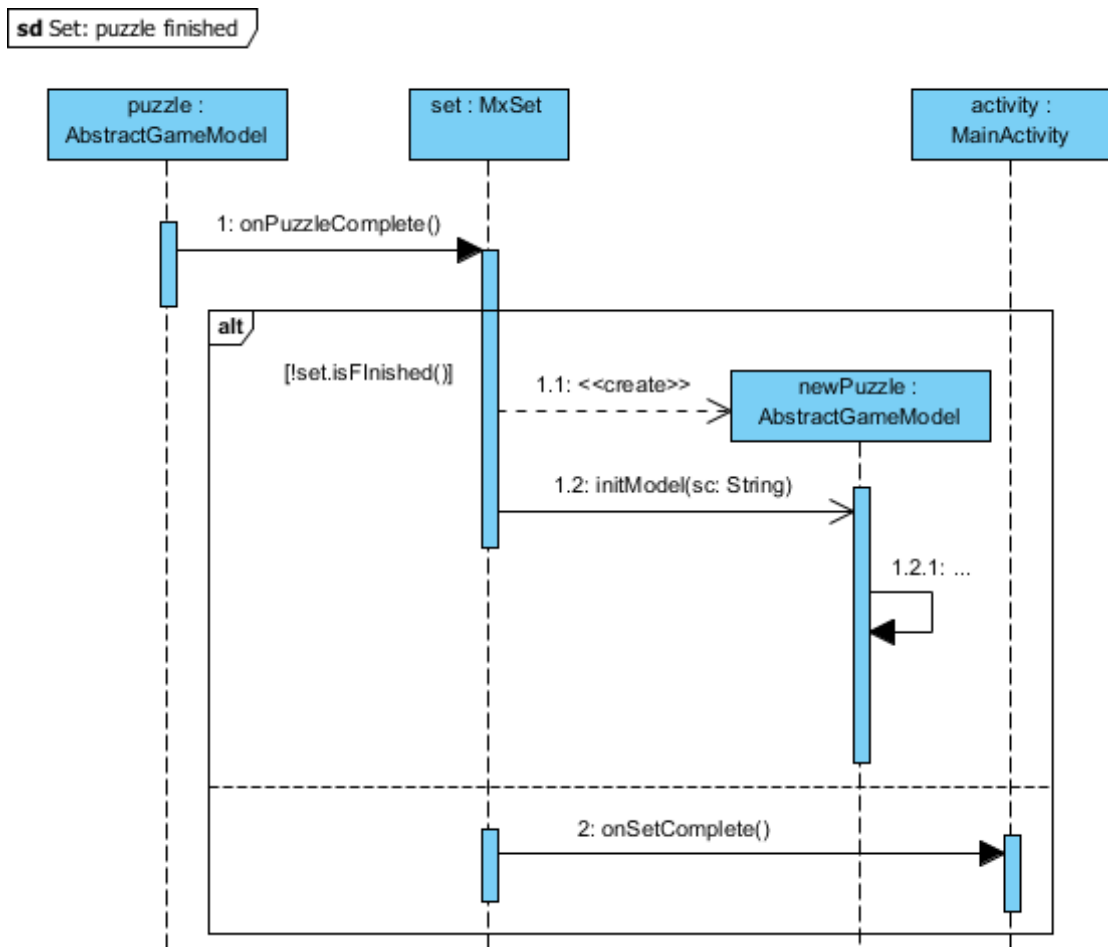 sd Set: puzzle finished
puzzle :
AbstractGameModel
set : MxSet
activity :
MainActivity
1: onPuzzleComplete()
alt
[!set.isFInished()]
1.1: <<create>>
newPuzzle :
AbstractGameModel
1.2: initModel(sc: String)
1.2.1: ...
2: onSetComplete()